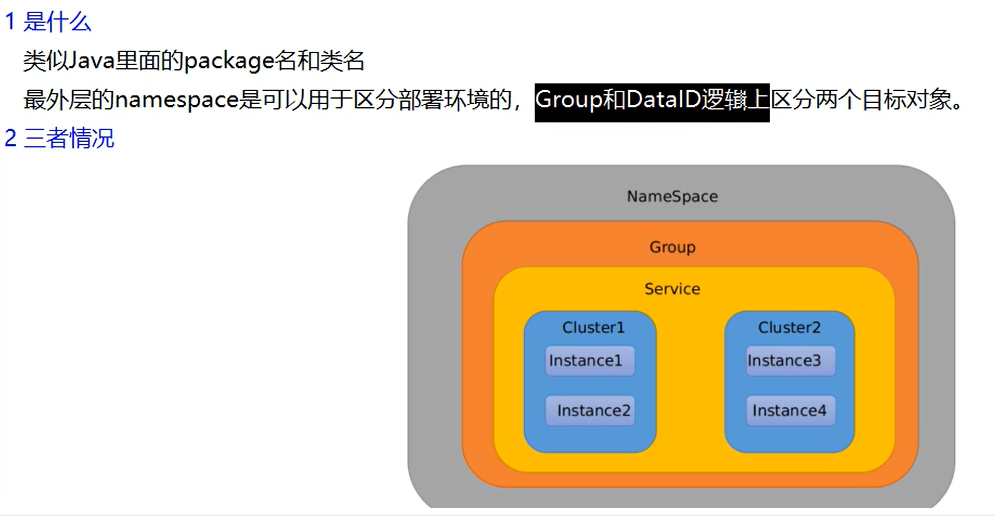 1 是什么
类似Java里面的package名和类名
最外层的namespace是可以用于区分部署环境的，Group和DataID逻辑上区分两个目标对象。
2 三者情况
NameSpace
Group
Service
Cluster1
Cluster2
Instance1
Instance3
Instance2
Instance4